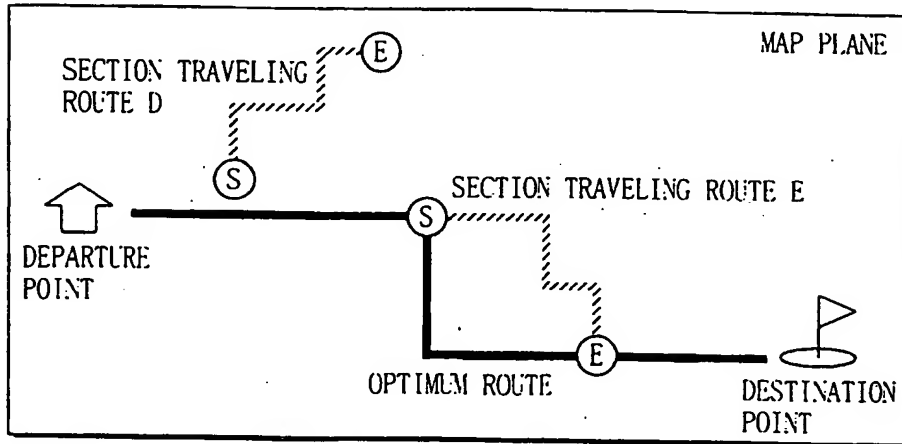 MAP PLANE
E
SECTION TRAVELING
ROUTE D
S
S
SECTION TRAVELING ROUTE E
DEPARTURE
POINT
E
OPTIMUM ROUTE
DESTINATION
POINT